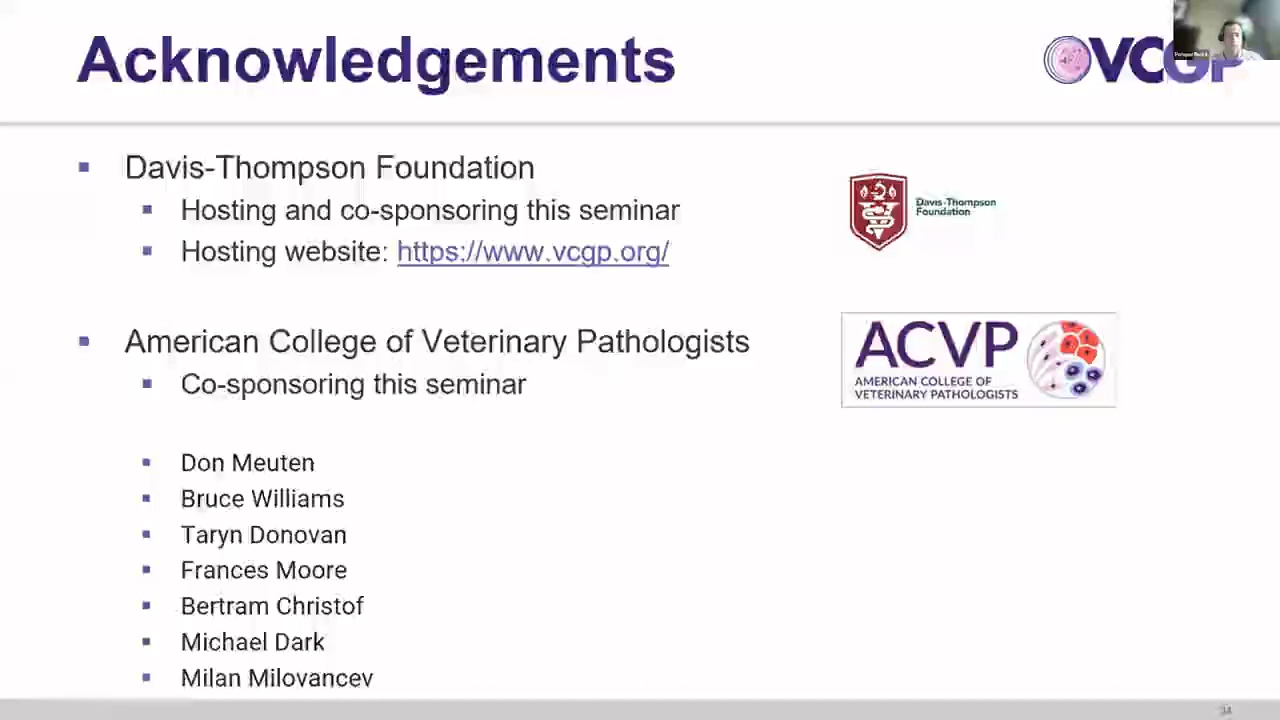 Acknowledgements
VCGP
Davis-Thompson Foundation
Hosting and co-sponsoring this seminar
Hosting website: https://www.vcgp.org/
Davis-Thompson
Foundation
American College of Veterinary Pathologists
Co-sponsoring this seminar
ACVP
AMERICAN COLLEGE OF
VETERINARY PATHOLOGISTS
Don Meuten
Bruce Williams
Taryn Donovan
Frances Moore
Bertram Christof
Michael Dark
Milan Milovancev
34